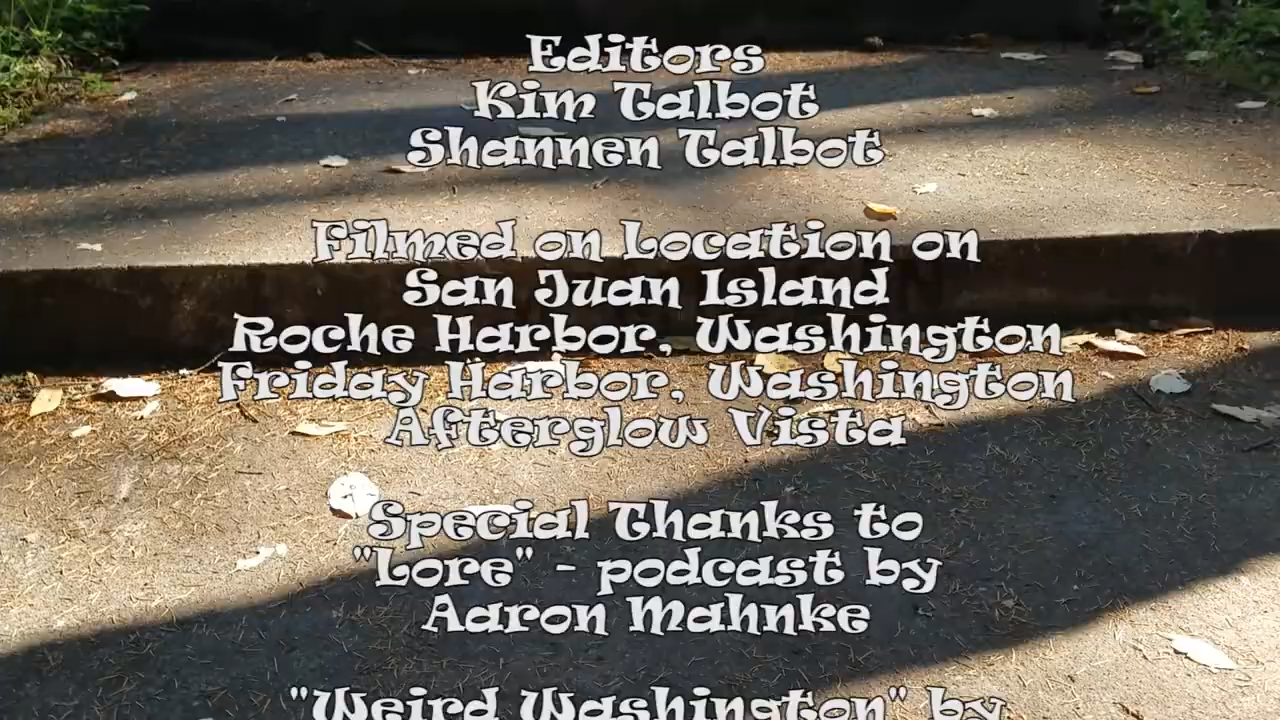 Editors
Kim Talbot
Shannen Talbot
Filmed on Location on
San Juan Island
Roche Harbor, Washington
Friday Harbor, Washington
Afterglow Vista
Special Thanks to
"Lore" - podcast by
Aaron Mahnke
"Weird Washington" by